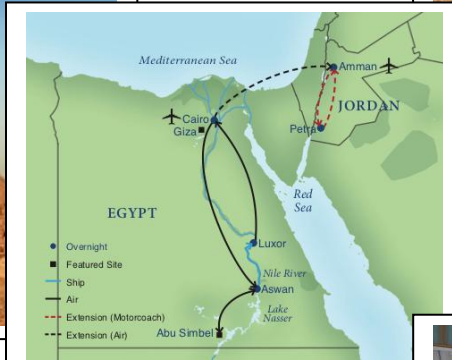 Mediterranean Sea
Amman
JORDAN
Cairo
Giza
Petra
Red
Sea
EGYPT
Overnight
Featured Site
Ship
Air
Extension (Motorcoach)
Extension (Air)
Luxor
Nile River
Aswan
Lake
Nasser
Abu Simbel